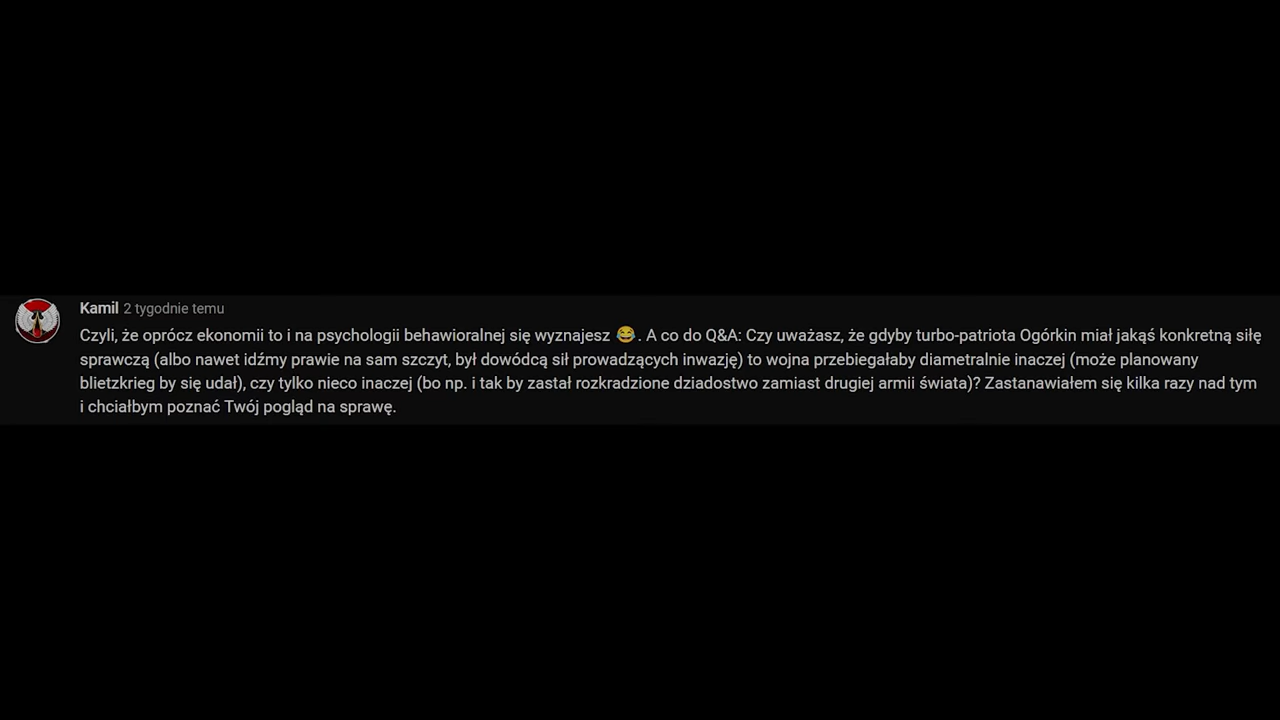 Kamil 2 tygodnie temu
Czyli, że oprócz ekonomii to i na psychologii behawioralnej się wyznajesz 😂. A co do Q&A: Czy uważasz, że gdyby turbo-patriota Ogórkin miał jakąś konkretną siłę
sprawczą (albo nawet idźmy prawie na sam szczyt, był dowódcą sił prowadzących inwazję) to wojna przebiegałaby diametralnie inaczej (może planowany
blietzkrieg by się udał), czy tylko nieco inaczej (bo np. i tak by zastał rozkradzione dziadostwo zamiast drugiej armii świata)? Zastanawiałem się kilka razy nad tym
i chciałbym poznać Twój pogląd na sprawę.